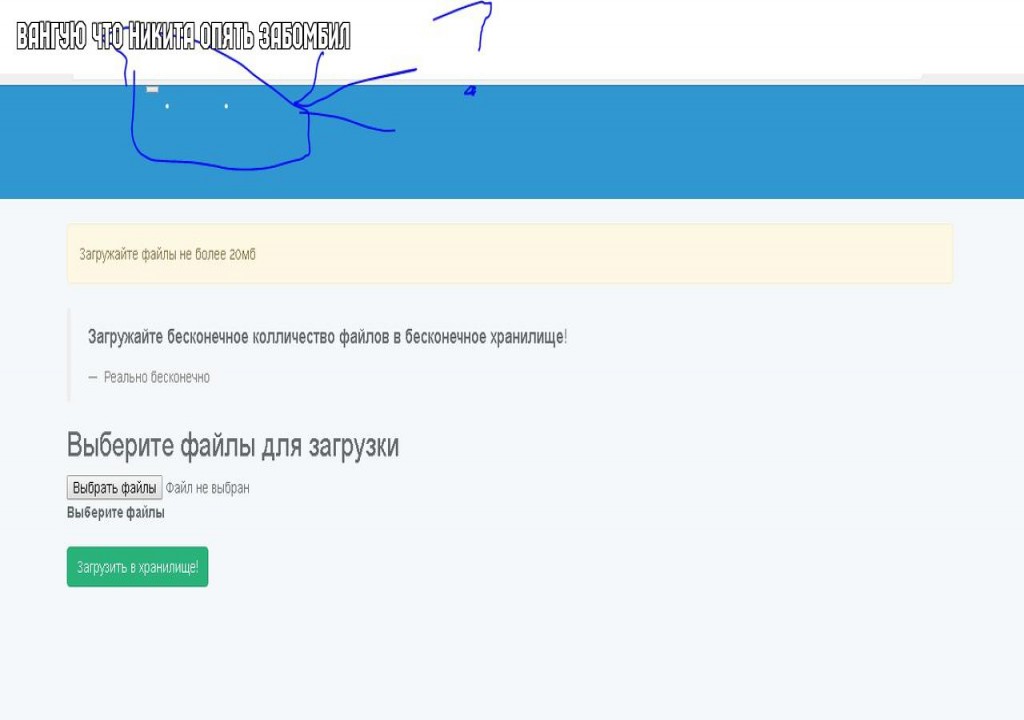 ВАНГУЮ ЧТО НИКИТА ОПЯТЬ ЗАБОМБИЛ
Загружайте файлы не более 20мб
Загружайте бесконечное колличество файлов в бесконечное хранилище!
— Реально бесконечно
Выберите файлы для загрузки
Выбрать файлы Файл не выбран
Выберите файлы
Загрузить в хранилище!